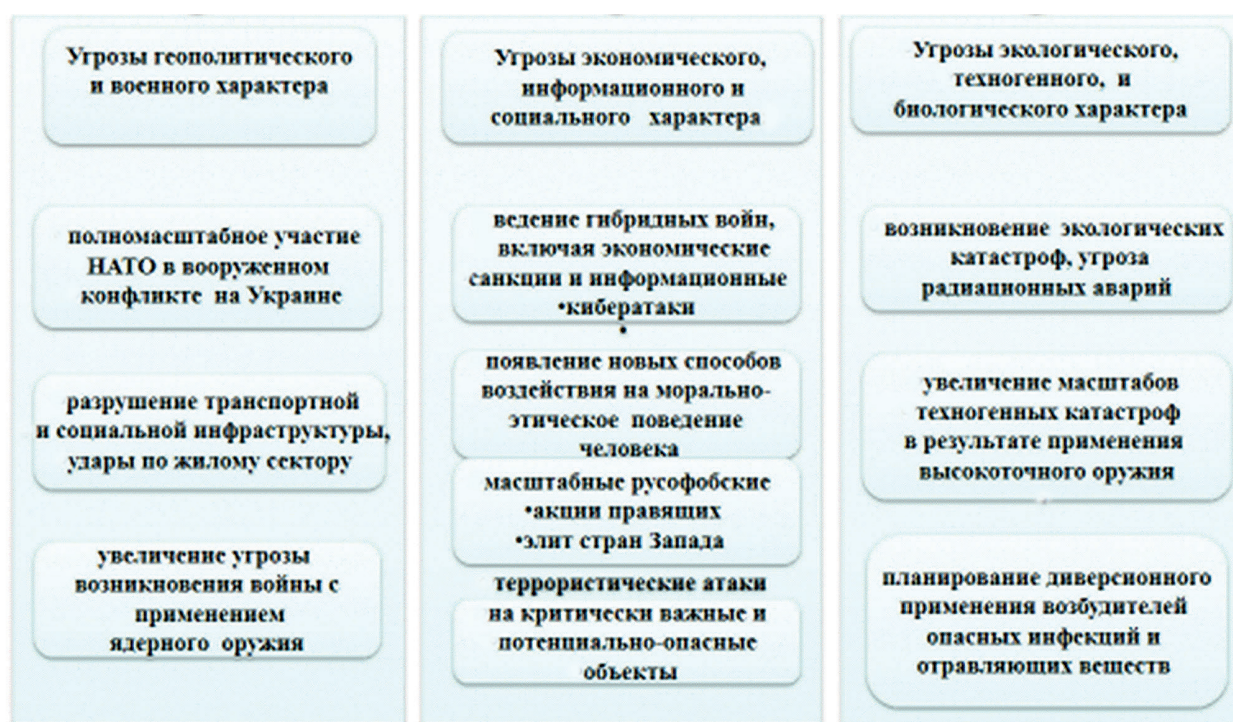 Угрозы геополитического
и военного характера
полномасштабное участие
НАТО в вооруженном
конфликте на Украине
разрушение транспортной
и социальной инфраструктуры,
удары по жилому сектору
увеличение угрозы
возникновения войны с
применением
ядерного оружия
Угрозы экономического,
информационного и
социального характера
ведение гибридных войн,
включая экономические
санкции и информационные
•кибератаки
•
появление новых способов
воздействия на морально-
этическое поведение
человека
масштабные русофобские
•акции правящих
•элит стран Запада
террористические атаки
на критически важные и
потенциально-опасные
объекты
Угрозы экологического,
техногенного, и
биологического характера
возникновение экологических
катастроф, угроза
радиационных аварий
увеличение масштабов
техногенных катастроф
в результате применения
высокоточного оружия
планирование диверсионного
применения возбудителей
опасных инфекций и
отравляющих веществ